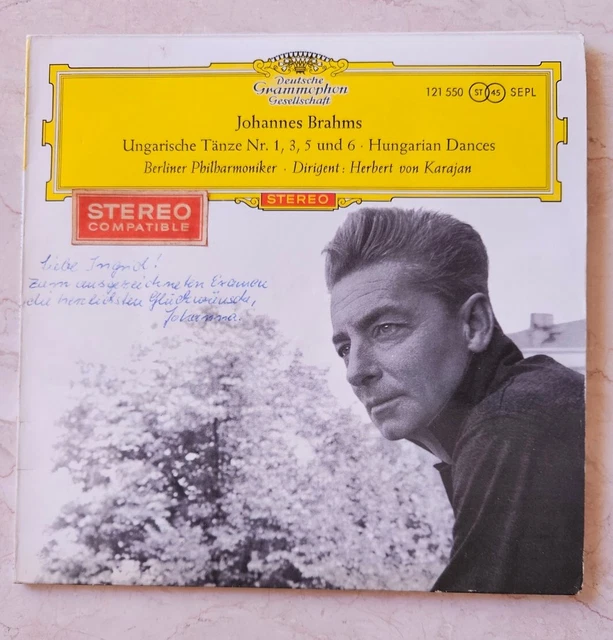 Deutsche
Grammophon
Gesellschaft
121 550 ST 45 SEPL
Johannes Brahms
Ungarische Tänze Nr. 1, 3, 5 und 6 · Hungarian Dances
Berliner Philharmoniker · Dirigent: Herbert von Karajan
STEREO
STEREO
COMPATIBLE
Liebe Ingrid!
zum ausgezeichneten Examen
die herzlichsten Glückwünsche,
Johanna.